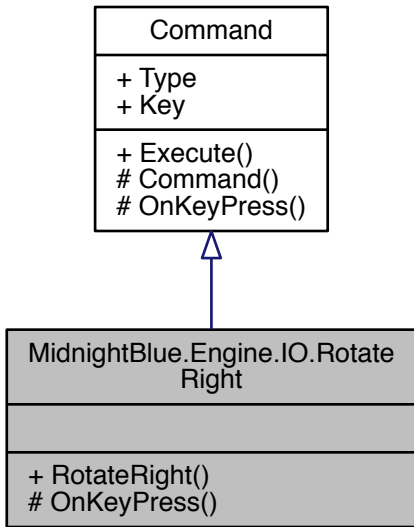 Command
+ Type
+ Key
+ Execute()
# Command()
# OnKeyPress()
MidnightBlue.Engine.IO.Rotate
Right
+ RotateRight()
# OnKeyPress()